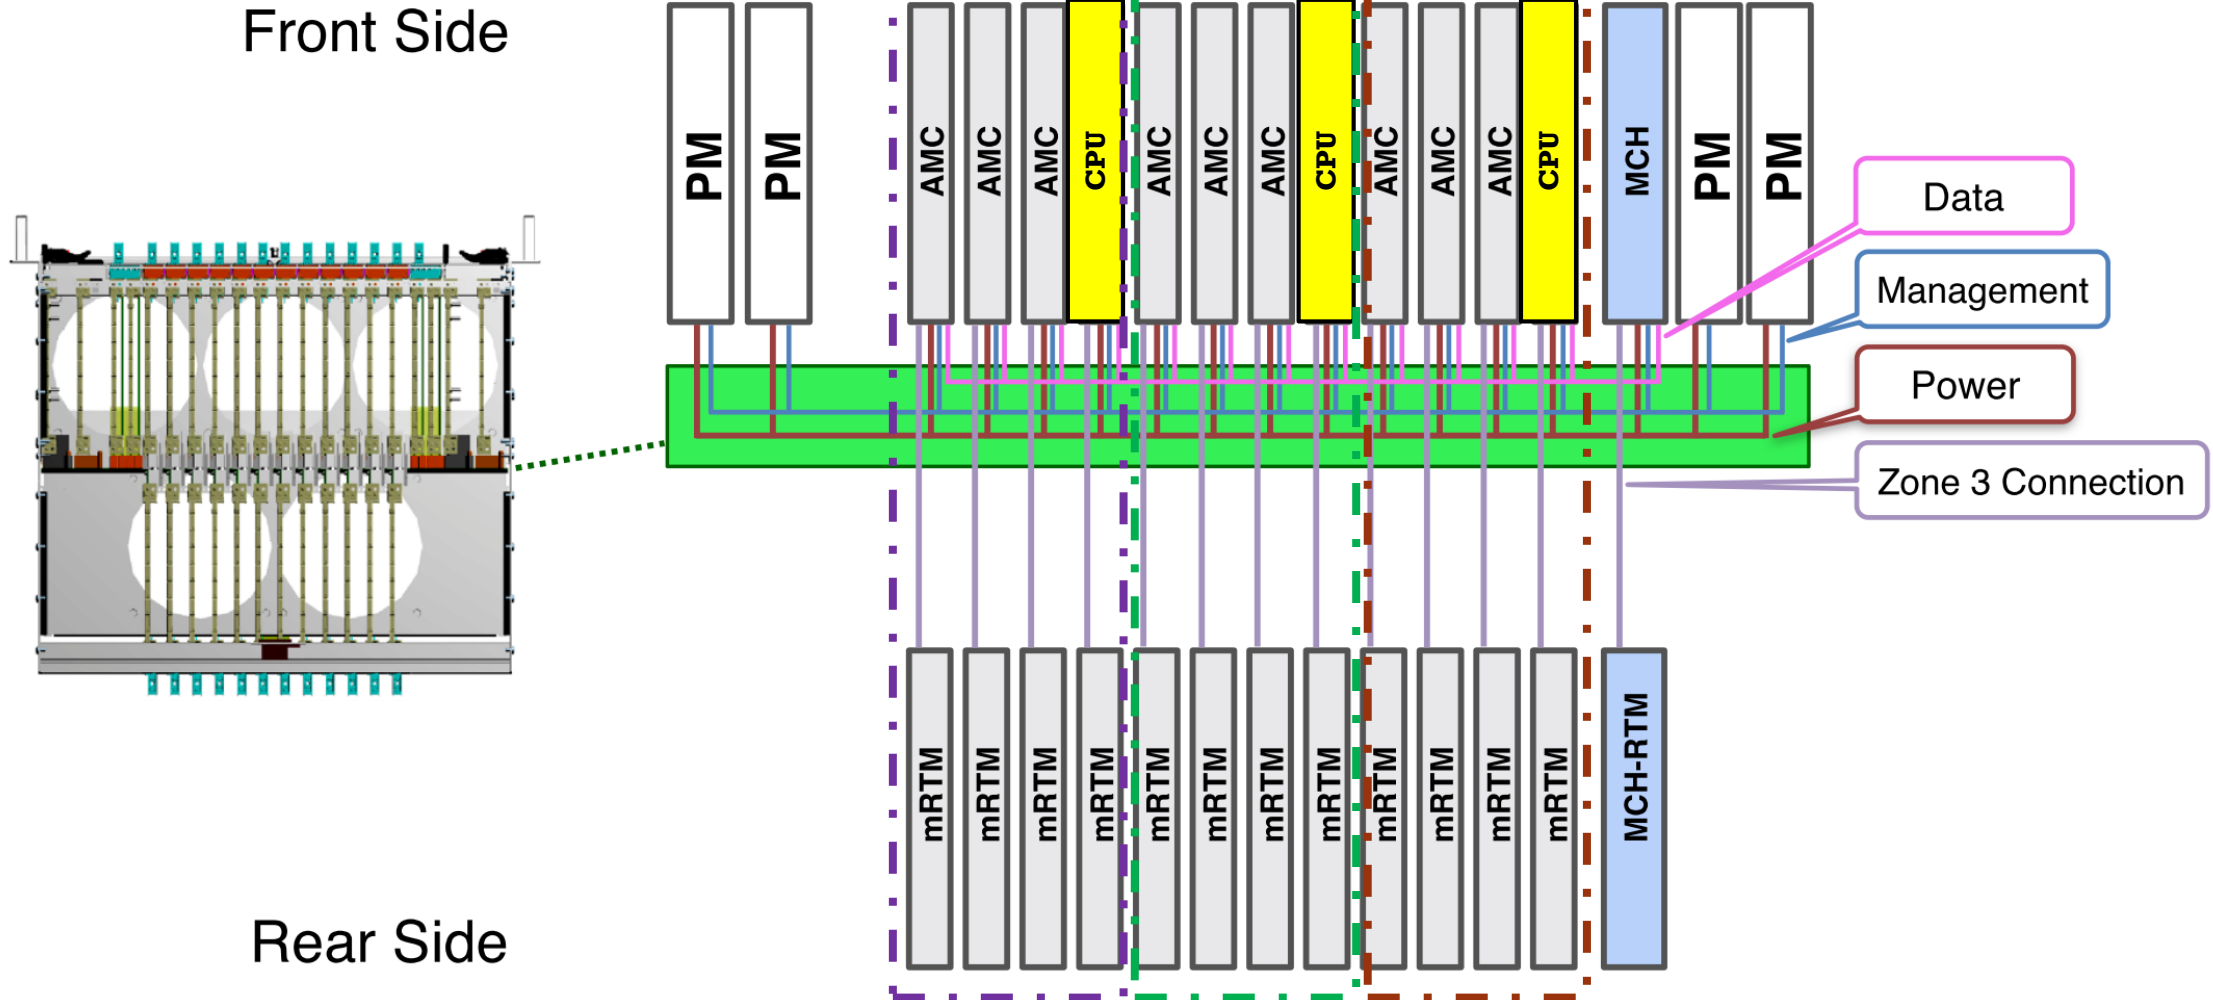 Front Side
PM
PM
AMC
AMC
AMC
CPU
AMC
AMC
AMC
CPU
AMC
AMC
AMC
CPU
MCH
PM
PM
Data
Management
Power
Zone 3 Connection
mRTM
mRTM
mRTM
mRTM
mRTM
mRTM
mRTM
mRTM
mRTM
mRTM
mRTM
mRTM
MCH-RTM
Rear Side